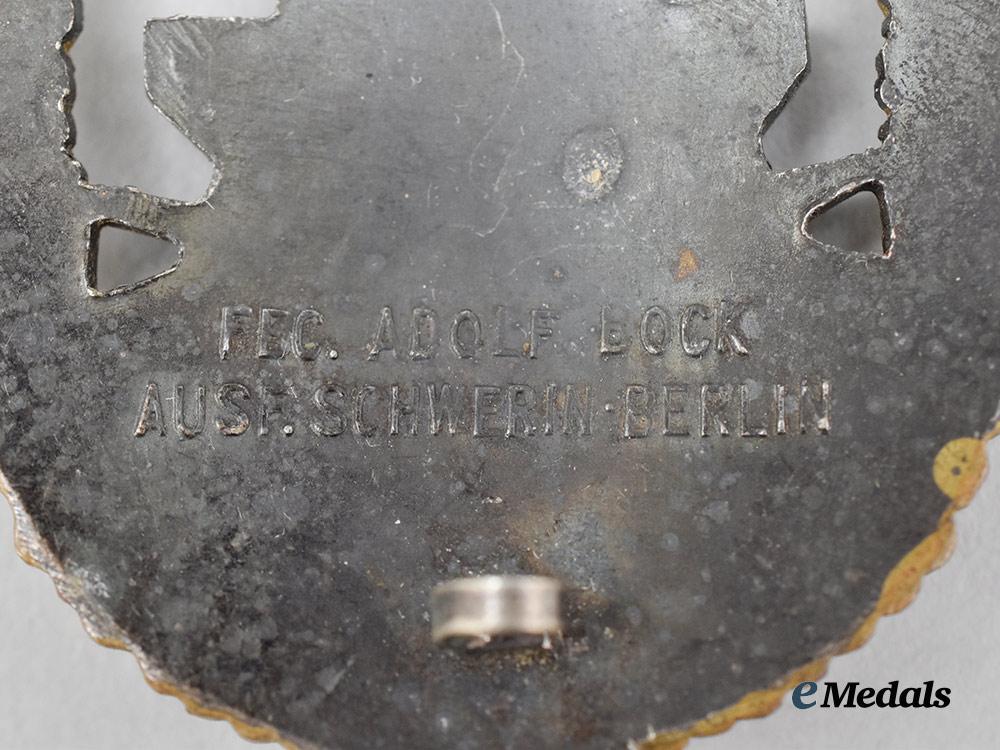 FEC. ADOLF BOCK
AUSF. SCHWERIN·BERLIN
eMedals